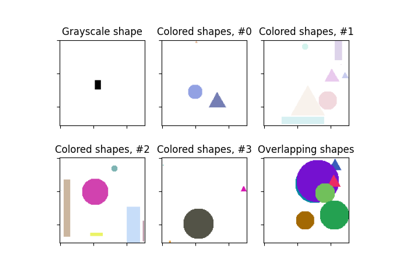 Grayscale shape
Colored shapes, #0
Colored shapes, #1
Colored shapes, #2
Colored shapes, #3
Overlapping shapes